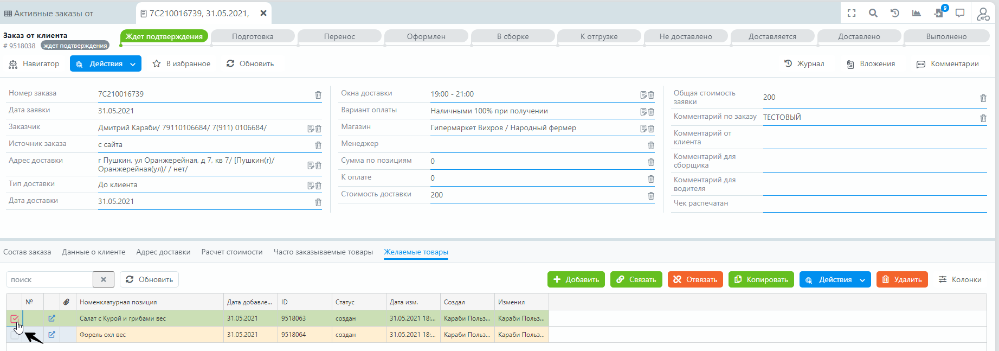 Активные заказы от
7С210016739, 31.05.2021,
9
Заказ от клиента
# 9518038 ждет подтверждения
Ждет подтверждения
Подготовка
Перенос
Оформлен
В сборке
К отгрузке
Не доставлено
Доставляется
Доставлено
Выполнено
Навигатор
Действия
В избранное
Обновить
Журнал
Вложения
Комментарии
Номер заказа 7С210016739
Дата заявки 31.05.2021
Заказчик Дмитрий Караби/ 79110106684/ 7(911) 0106684/
Источник заказа с сайта
Адрес доставки г Пушкин, ул Оранжерейная, д 7, кв 7/ [Пушкин(г)/
Оранжерейная(ул)/ / нет/
Тип доставки До клиента
Дата доставки 31.05.2021
Окна доставки 19:00 - 21:00
Вариант оплаты Наличными 100% при получении
Магазин Гипермаркет Вихров / Народный фермер
Менеджер
Сумма по позициям 0
К оплате 0
Стоимость доставки 200
Общая стоимость
заявки 200
Комментарий по заказу ТЕСТОВЫЙ
Комментарий от
клиента
Комментарий для
сборщика
Комментарий для
водителя
Чек распечатан
Состав заказа
Данные о клиенте
Адрес доставки
Расчет стоимости
Часто заказываемые товары
Желаемые товары
поиск
Обновить
Добавить
Связать
Отвязать
Копировать
Действия
Удалить
Колонки
№ Номенклатурная позиция Дата добавле... ID Статус Дата изм. Создал Изменил
Салат с Курой и грибами вес 31.05.2021 9518063 создан 31.05.2021 18:... Караби Польз... Караби Польз...
Форель охл вес 31.05.2021 9518064 создан 31.05.2021 18:... Караби Польз... Караби Польз...